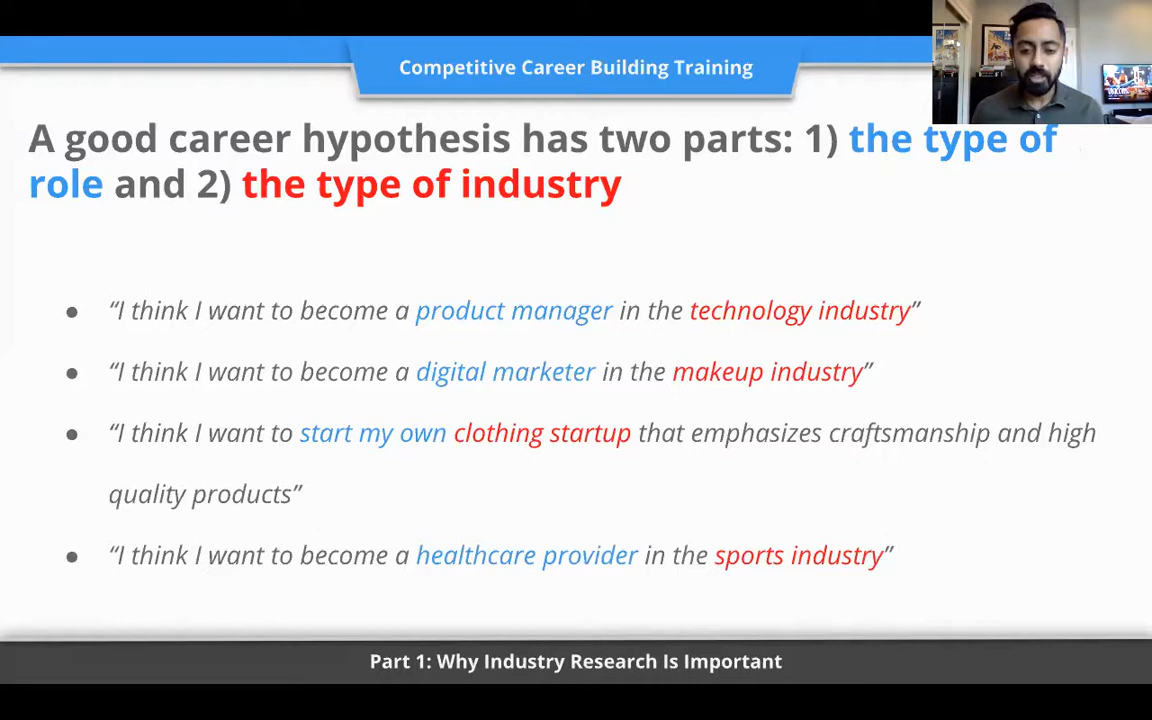 Competitive Career Building Training
A good career hypothesis has two parts: 1) the type of
role and 2) the type of industry
● “I think I want to become a product manager in the technology industry”
● “I think I want to become a digital marketer in the makeup industry”
● “I think I want to start my own clothing startup that emphasizes craftsmanship and high
quality products”
● “I think I want to become a healthcare provider in the sports industry”
Part 1: Why Industry Research Is Important